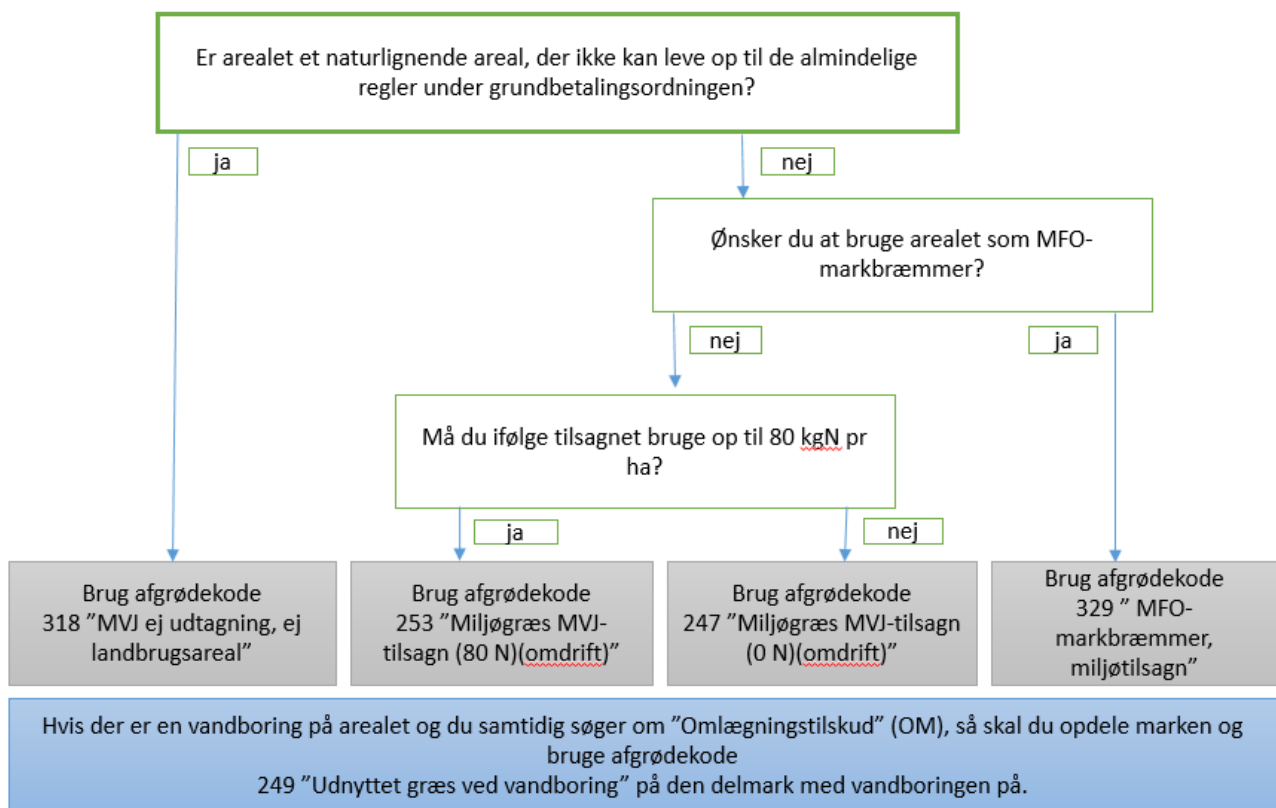 Er arealet et naturlignende areal, der ikke kan leve op til de almindelige
regler under grundbetalingsordningen?
ja
nej
Ønsker du at bruge arealet som MFO-
markbræmmer?
nej
ja
Må du ifølge tilsagnet bruge op til 80 kgN pr
ha?
ja
nej
Brug afgrødekode
318 ”MVJ ej udtagning, ej
landbrugsareal”
Brug afgrødekode
253 ”Miljøgræs MVJ-
tilsagn (80 N)(omdrift)”
Brug afgrødekode
247 ”Miljøgræs MVJ-tilsagn
(0 N)(omdrift)”
Brug afgrødekode
329 ” MFO-
markbræmmer,
miljøtilsagn”
Hvis der er en vandboring på arealet og du samtidig søger om ”Omlægningstilskud” (OM), så skal du opdele marken og
bruge afgrødekode
249 ”Udnyttet græs ved vandboring” på den delmark med vandboringen på.